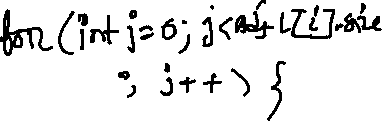 for(int j=0; j<adj L[i].size
; j++) {